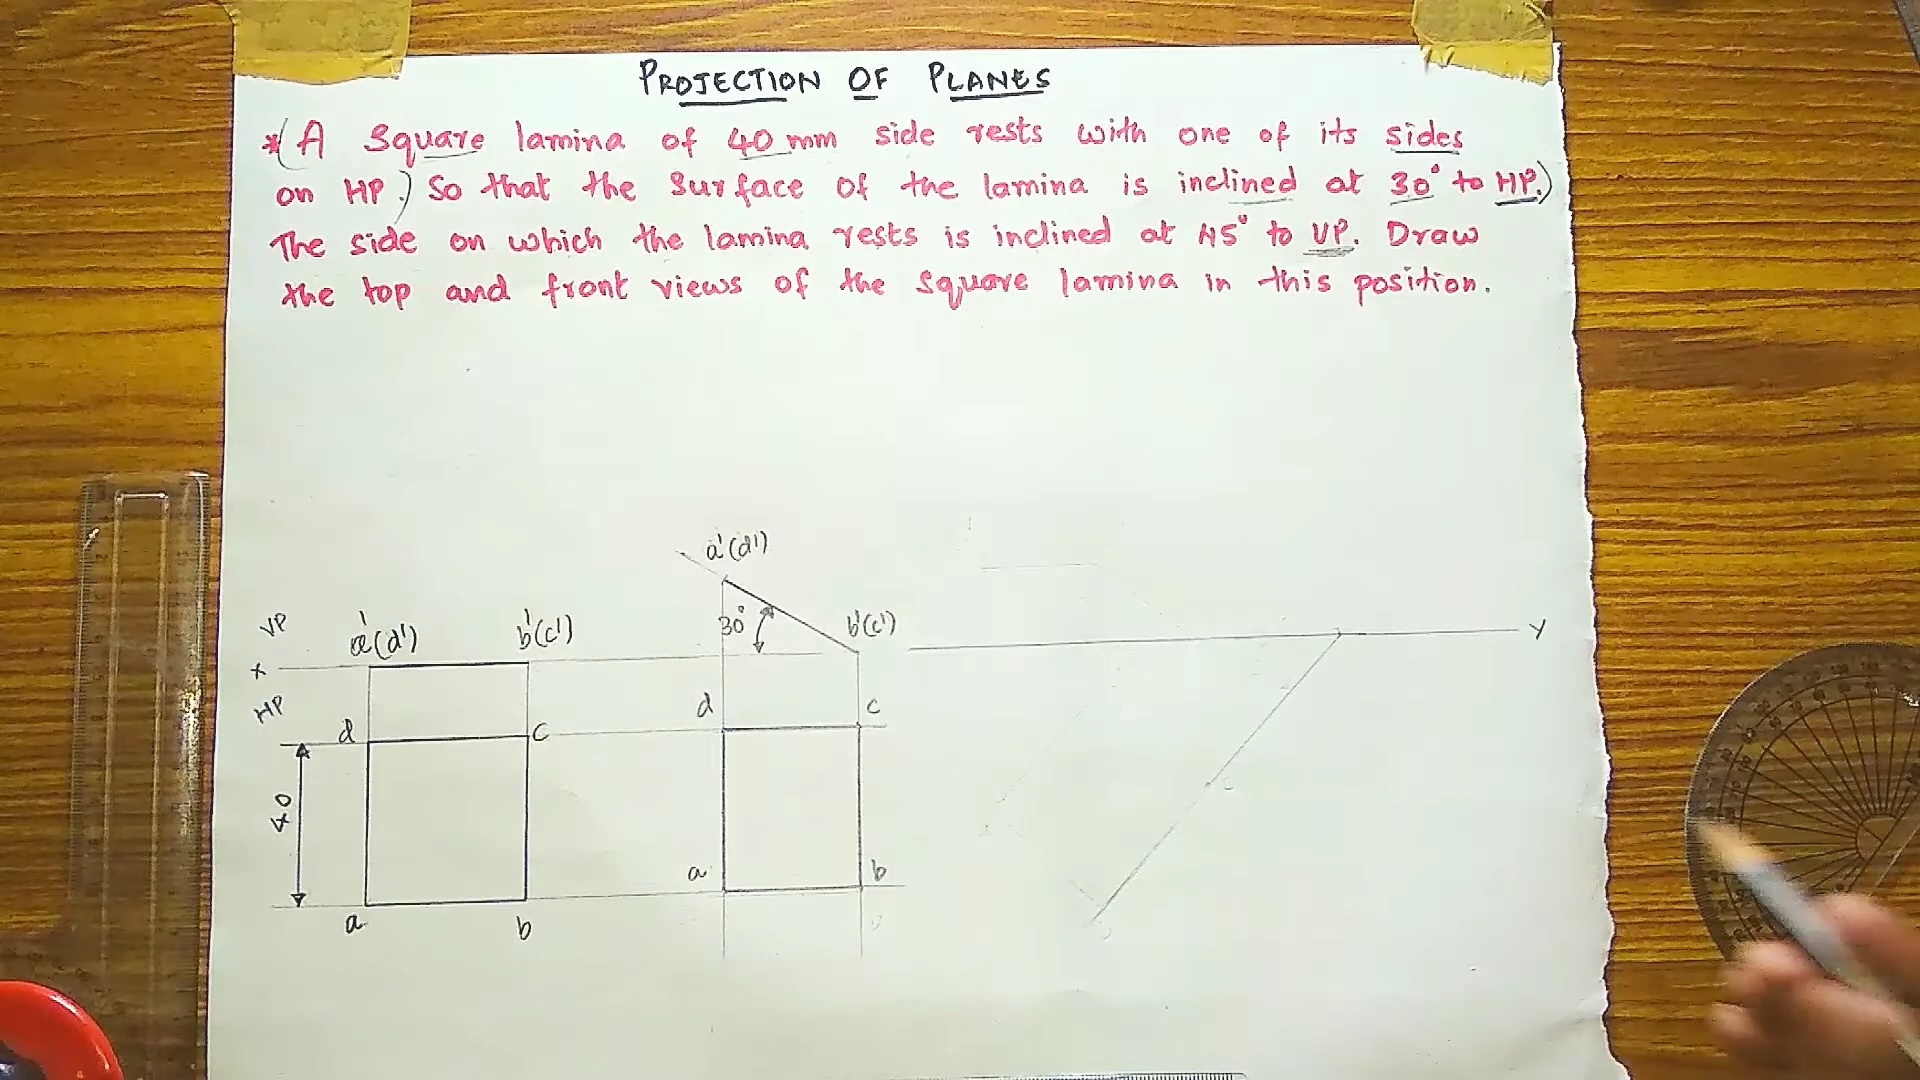 PROJECTION OF PLANES
*(A Square lamina of 40 mm side rests with one of its sides
on HP.) So that the surface of the lamina is inclined at 30° to HP.)
The side on which the lamina rests is inclined at 45° to VP. Draw
the top and front views of the square lamina in this position.
a'(d')
30°
b'(c')
VP
a'(d')
b'(c')
Y
X
HP
d
c
d
c
40
a
b
a
b